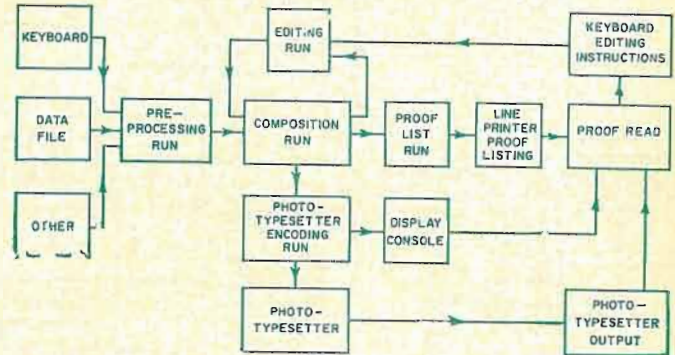 KEYBOARD
EDITING
RUN
KEYBOARD
EDITING
INSTRUCTIONS
DATA
FILE
PRE-
PROCESSING
RUN
COMPOSITION
RUN
PROOF
LIST
RUN
LINE
PRINTER
PROOF
LISTING
PROOF READ
OTHER
PHOTO-
TYPESETTER
ENCODING
RUN
DISPLAY
CONSOLE
PHOTO-
TYPESETTER
PHOTO-
TYPESETTER
OUTPUT